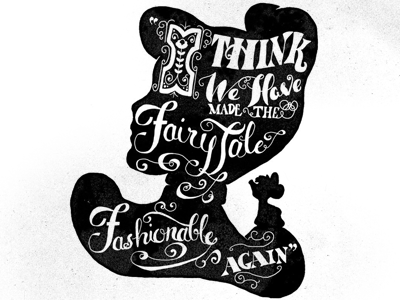 "I THINK
We Have
MADE THE
Fairy Tale
Fashionable
AGAIN"